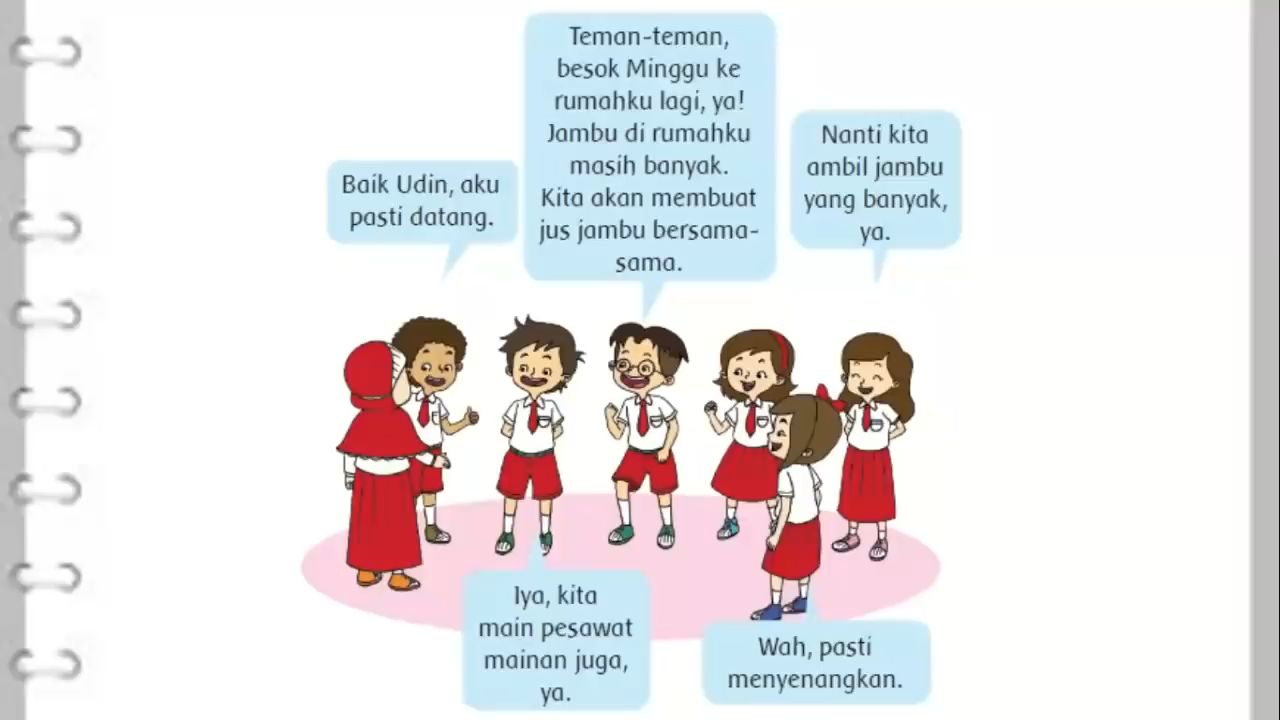 Teman-teman,
besok Minggu ke
rumahku lagi, ya!
Jambu di rumahku
masih banyak.
Kita akan membuat
jus jambu bersama-
sama.
Baik Udin, aku
pasti datang.
Nanti kita
ambil jambu
yang banyak,
ya.
Iya, kita
main pesawat
mainan juga,
ya.
Wah, pasti
menyenangkan.